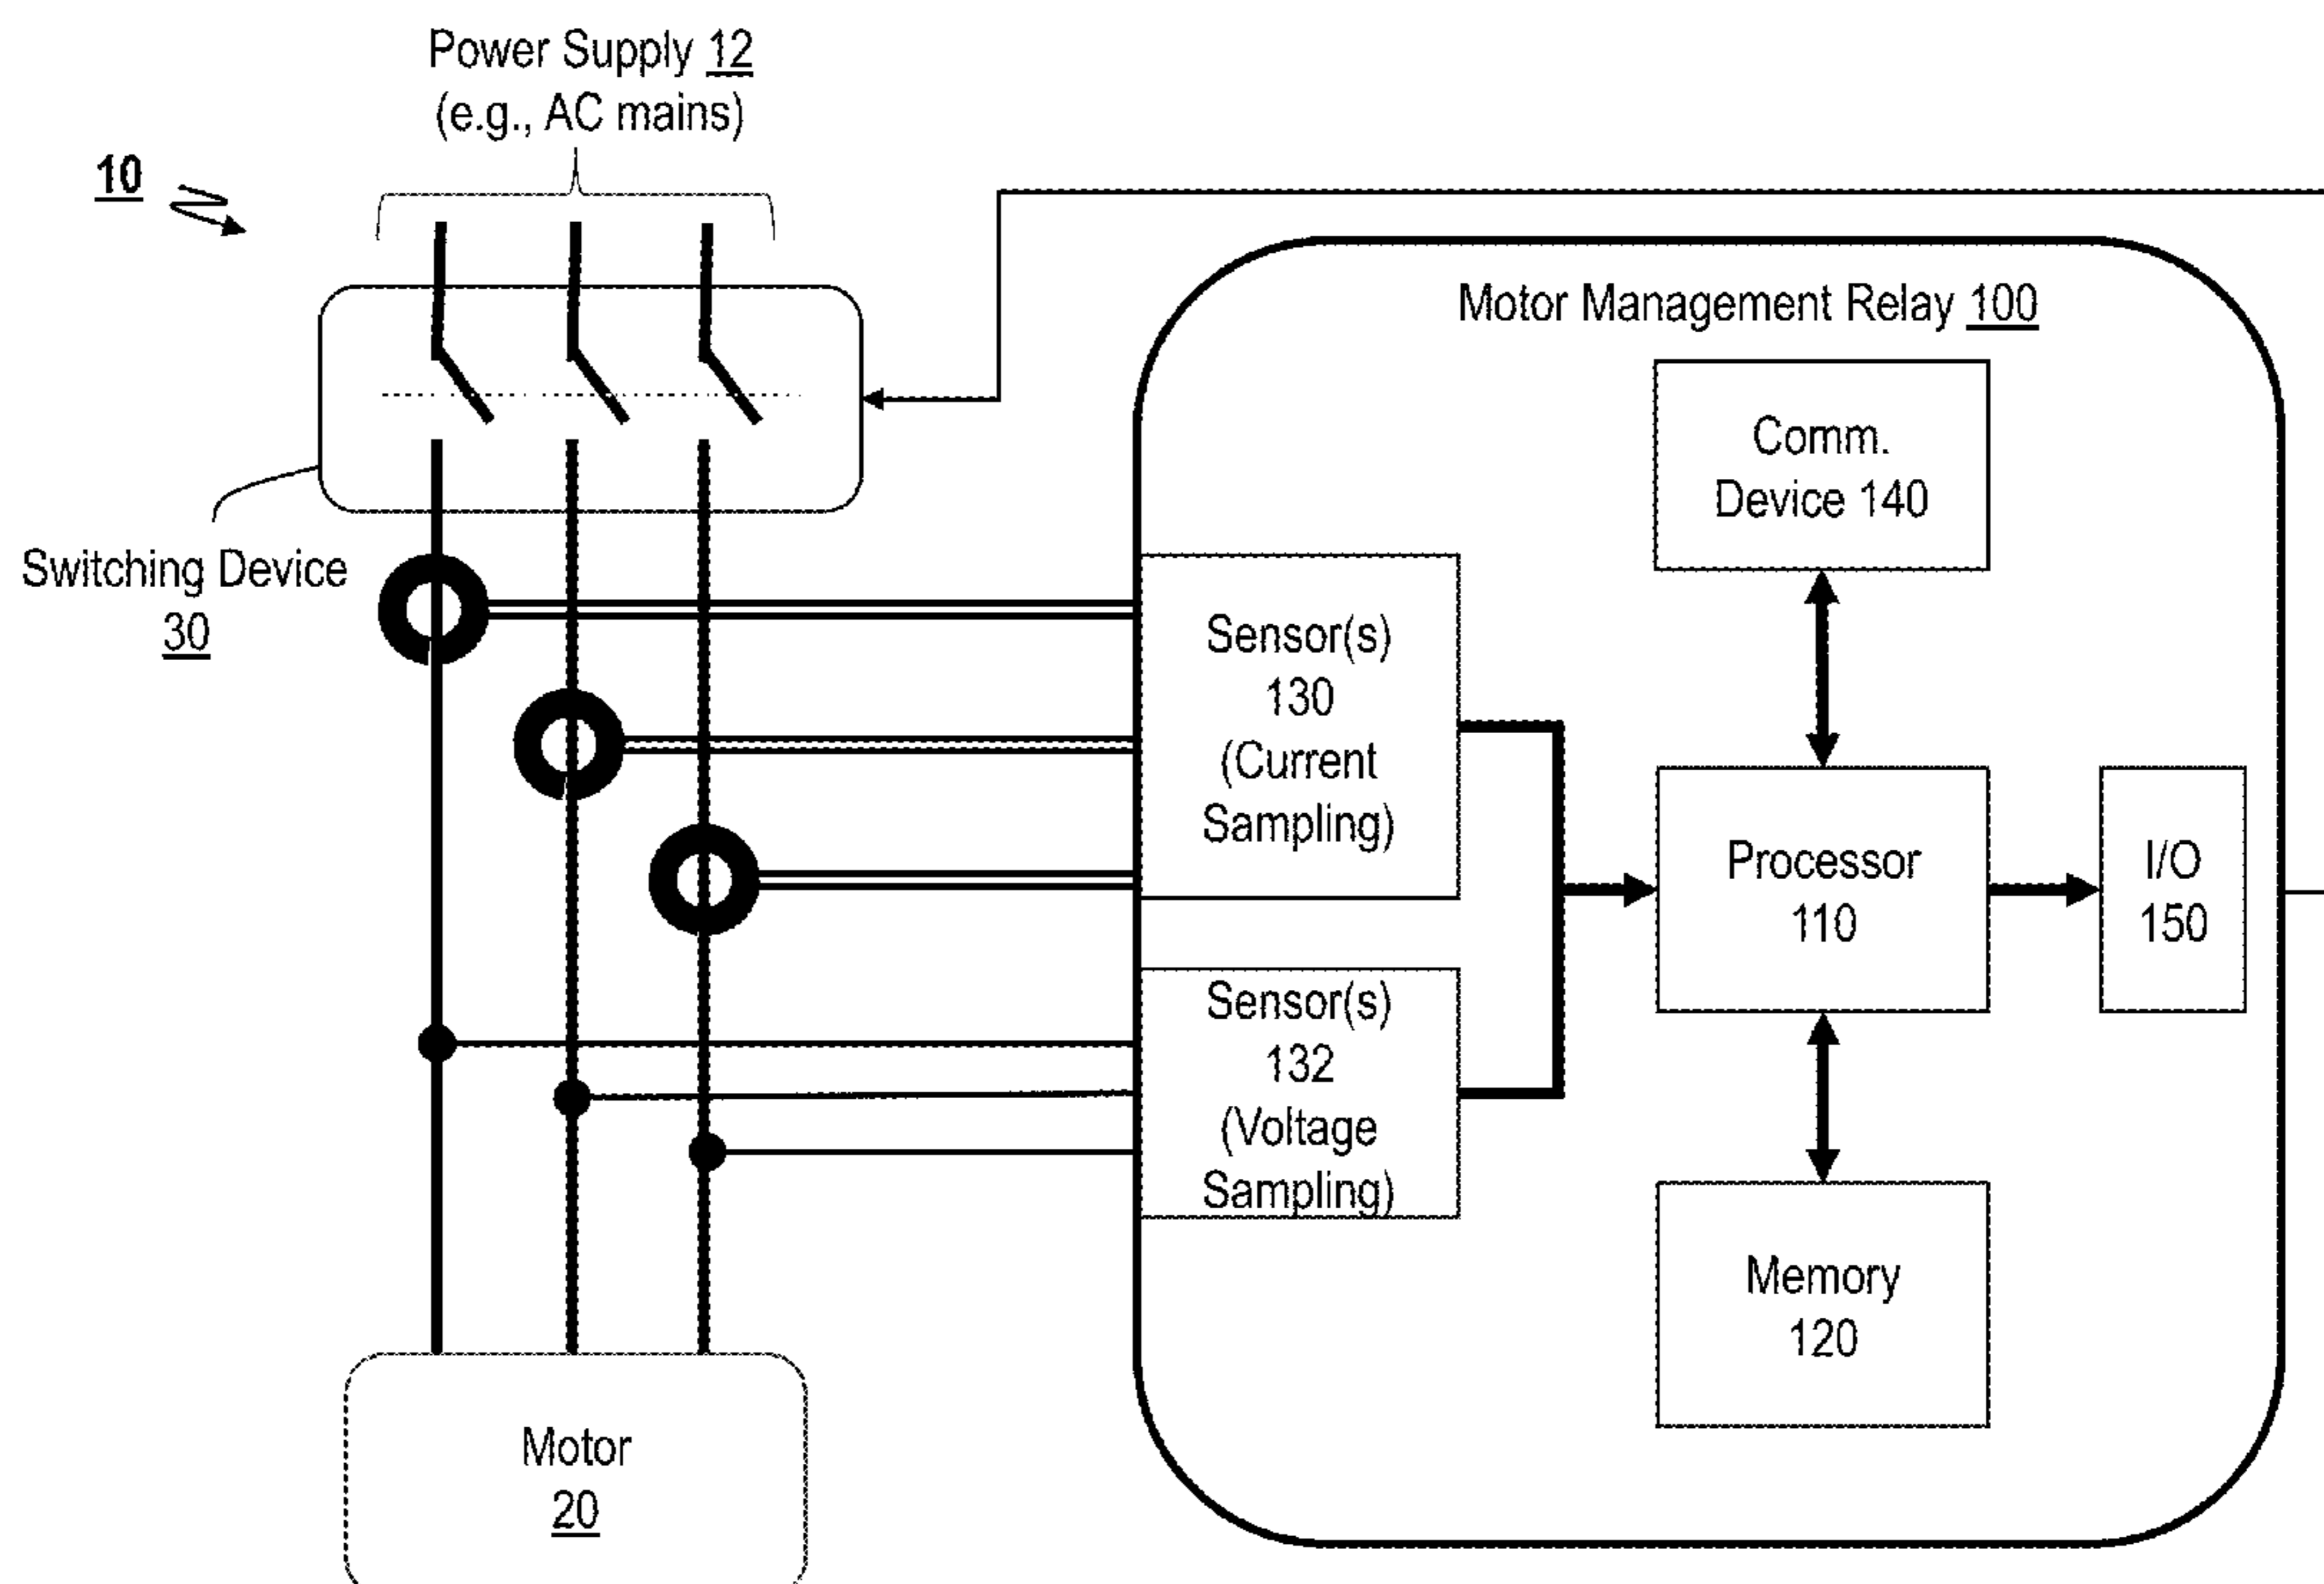 Power Supply 12
(e.g., AC mains)
10
Motor Management Relay 100
Comm.
Device 140
Switching Device
30
Sensor(s)
130
(Current
Sampling)
Processor
110
I/O
150
Sensor(s)
132
(Voltage
Sampling)
Memory
120
Motor
20